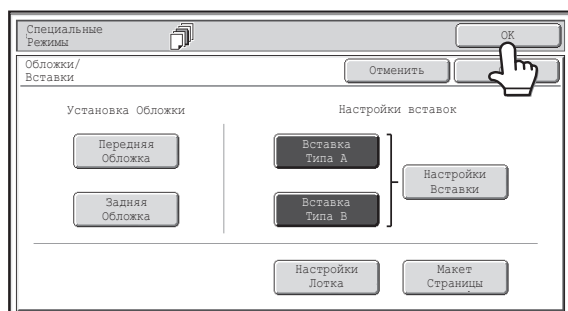 Специальные
Режимы
OK
Обложки/
Вставки
Отменить
Установка Обложки
Настройки вставок
Передняя
Обложка
Вставка
Типа A
Настройки
Вставки
Задняя
Обложка
Вставка
Типа B
Настройки
Лотка
Макет
Страницы